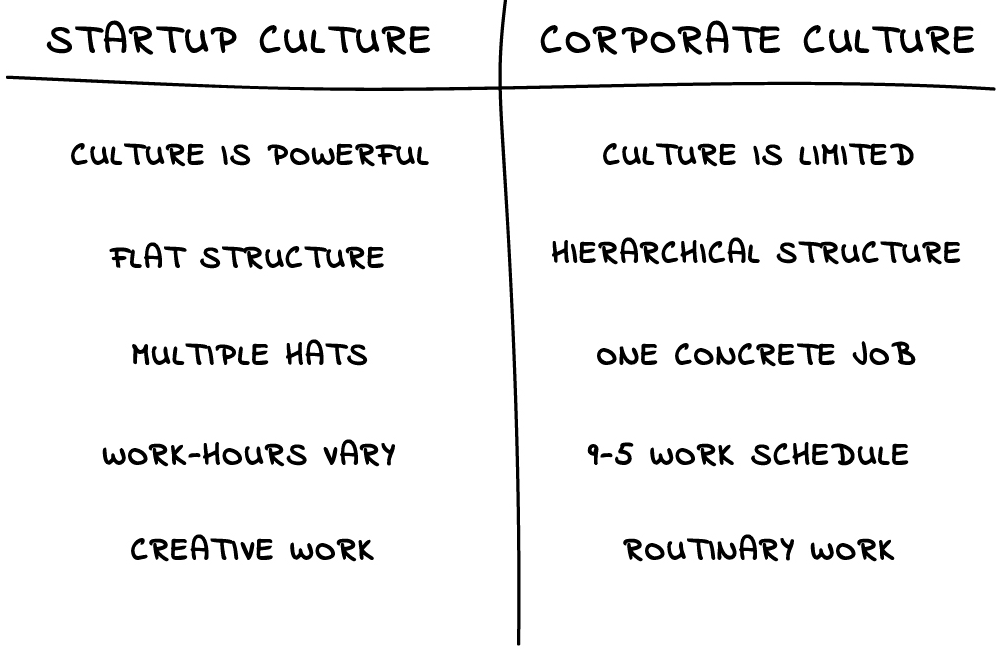 STARTUP CULTURE CORPORATE CULTURE
CULTURE IS POWERFUL CULTURE IS LIMITED
FLAT STRUCTURE HIERARCHICAL STRUCTURE
MULTIPLE HATS ONE CONCRETE JOB
WORK-HOURS VARY 9-5 WORK SCHEDULE
CREATIVE WORK ROUTINARY WORK